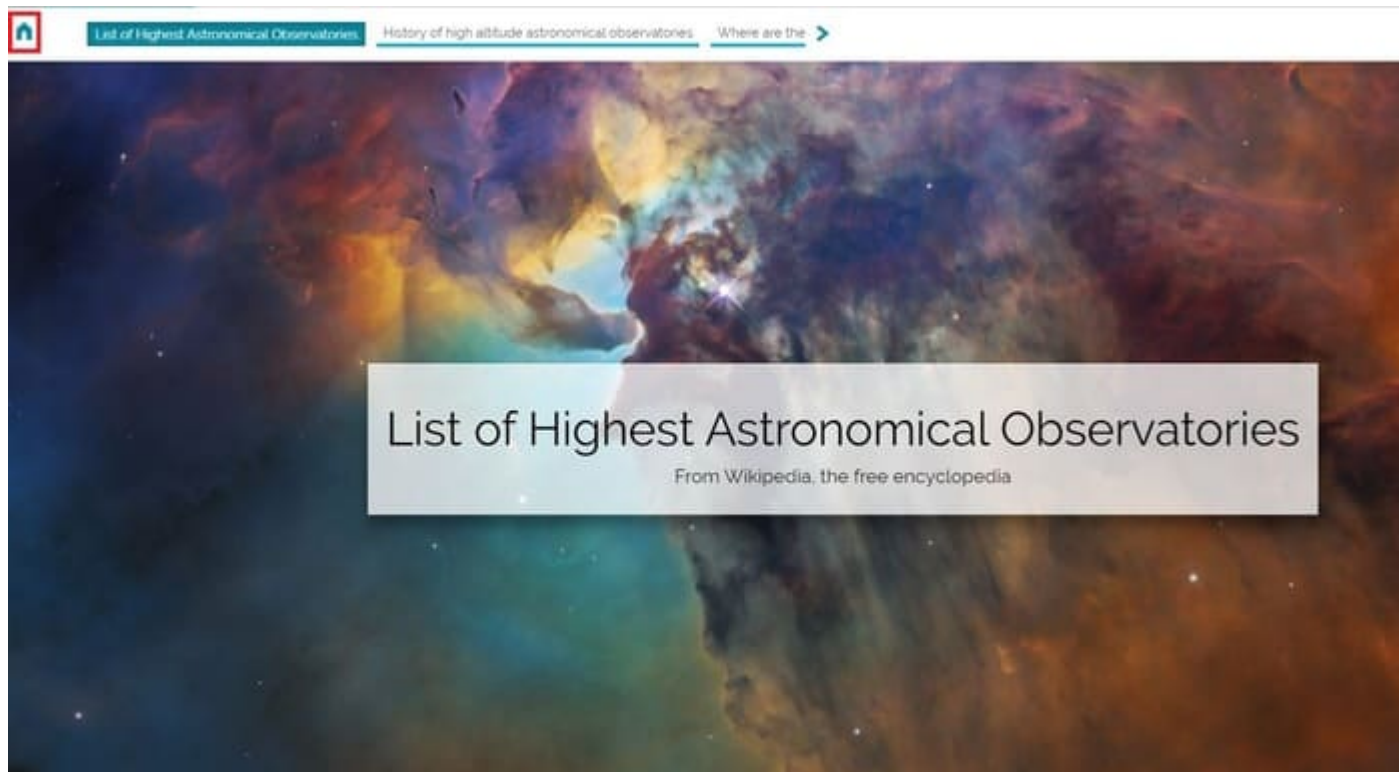 List of Highest Astronomical Observatories
History of high altitude astronomical observatories
Where are the
List of Highest Astronomical Observatories
From Wikipedia, the free encyclopedia